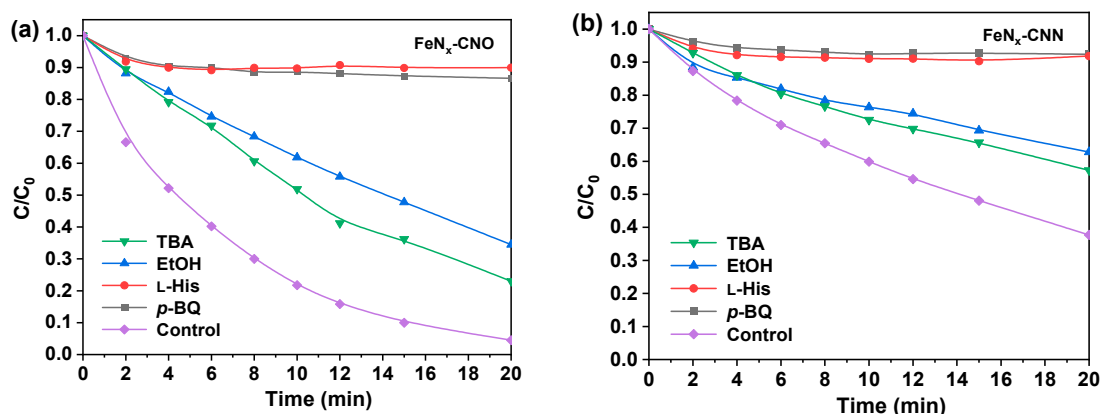 (a)
FeNx-CNO
1.0
0.9
0.8
0.7
0.6
0.5
0.4
0.3
0.2
0.1
0.0
C/C0
TBA
EtOH
L-His
p-BQ
Control
0 2 4 6 8 10 12 14 16 18 20
Time (min)
(b)
FeNx-CNN
1.0
0.9
0.8
0.7
0.6
0.5
0.4
0.3
0.2
0.1
0.0
C/C0
TBA
EtOH
L-His
p-BQ
Control
0 2 4 6 8 10 12 14 16 18 20
Time (min)